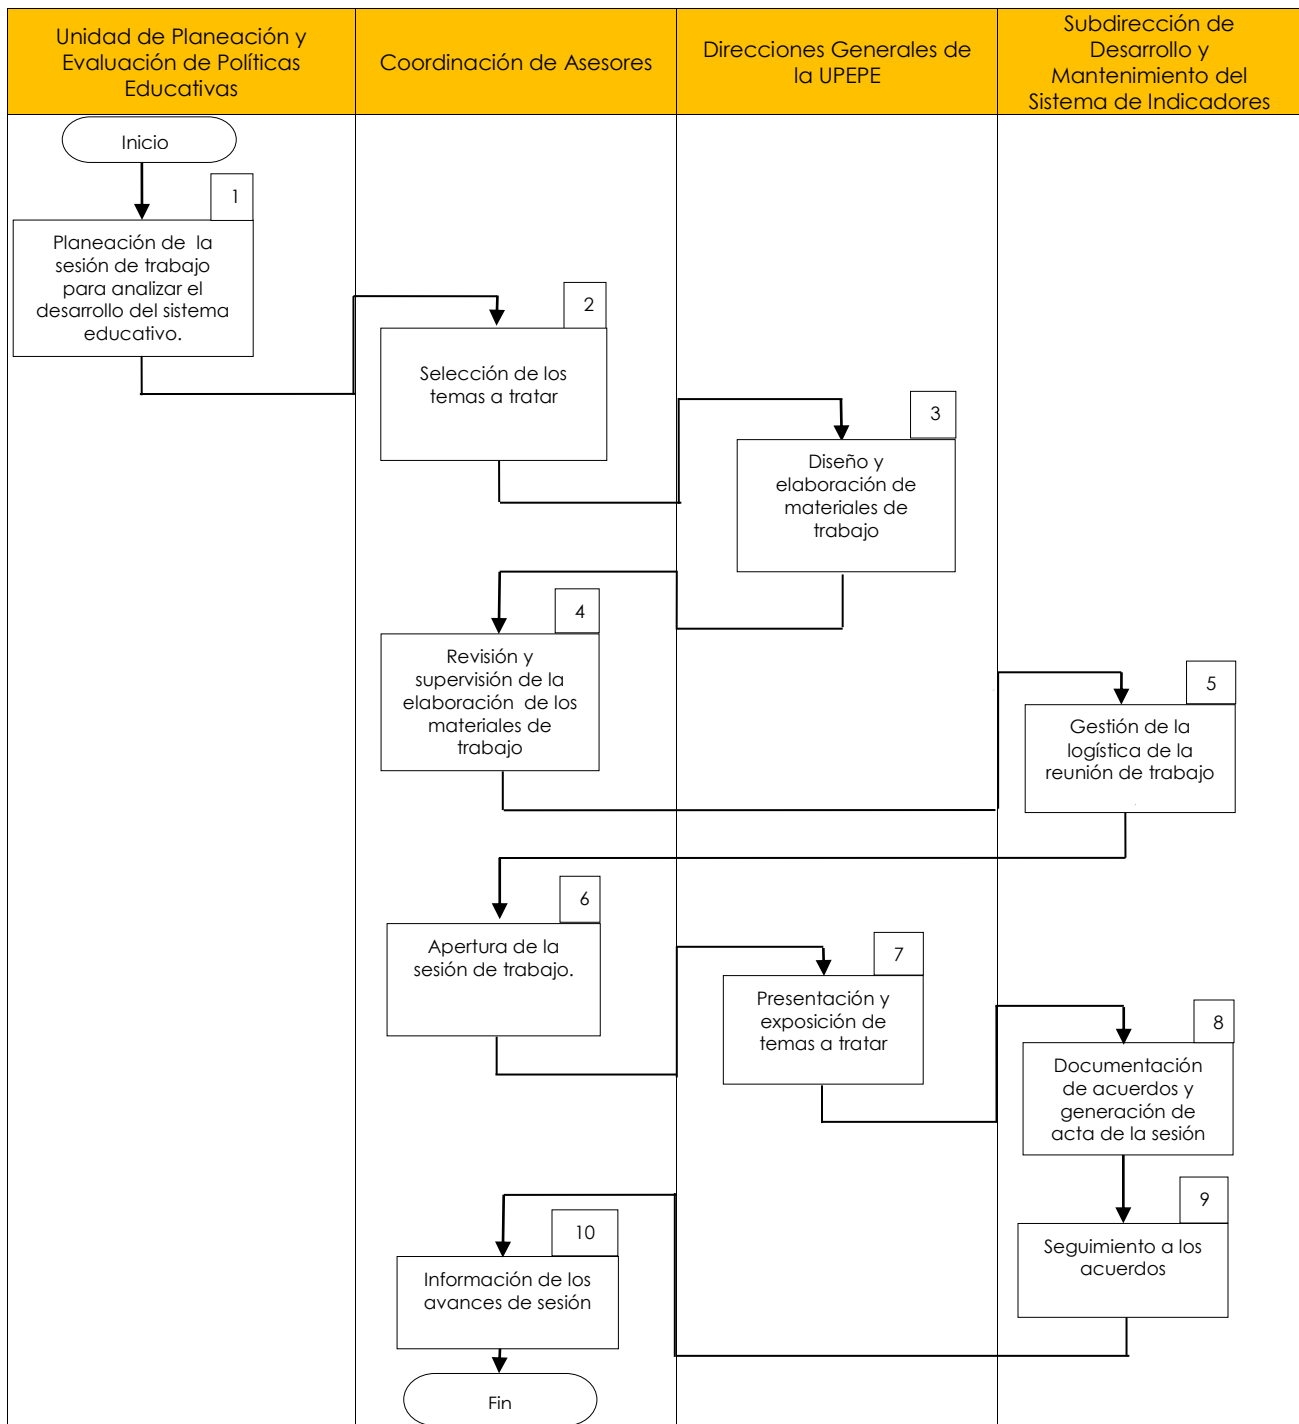 Unidad de Planeación y
Evaluación de Políticas
Educativas
Coordinación de Asesores
Direcciones Generales de
la UPEPE
Subdirección de
Desarrollo y
Mantenimiento del
Sistema de Indicadores
Inicio
1
Planeación de la
sesión de trabajo
para analizar el
desarrollo del sistema
educativo.
2
Selección de los
temas a tratar
3
Diseño y
elaboración de
materiales de
trabajo
4
Revisión y
supervisión de la
elaboración de los
materiales de
trabajo
5
Gestión de la
logística de la
reunión de trabajo
6
Apertura de la
sesión de trabajo.
7
Presentación y
exposición de
temas a tratar
8
Documentación
de acuerdos y
generación de
acta de la sesión
9
Seguimiento a los
acuerdos
10
Información de los
avances de sesión
Fin